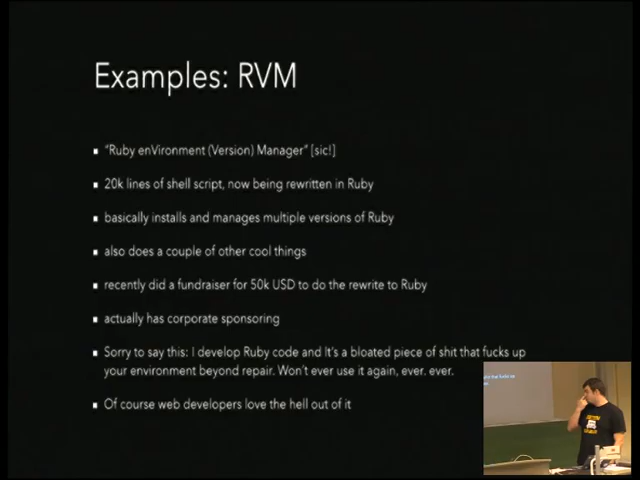 Examples: RVM
"Ruby enVironment (Version) Manager" [sic!]
20k lines of shell script, now being rewritten in Ruby
basically installs and manages multiple versions of Ruby
also does a couple of other cool things
recently did a fundraiser for 50k USD to do the rewrite to Ruby
actually has corporate sponsoring
Sorry to say this: I develop Ruby code and It's a bloated piece of shit that fucks up
your environment beyond repair. Won't ever use it again, ever. ever.
Of course web developers love the hell out of it